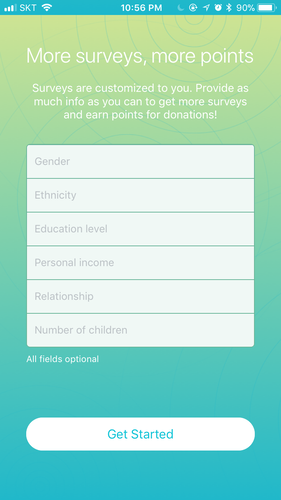 SKT 10:56 PM 90%
More surveys, more points
Surveys are customized to you. Provide as
much info as you can to get more surveys
and earn points for donations!
Gender
Ethnicity
Education level
Personal income
Relationship
Number of children
All fields optional
Get Started